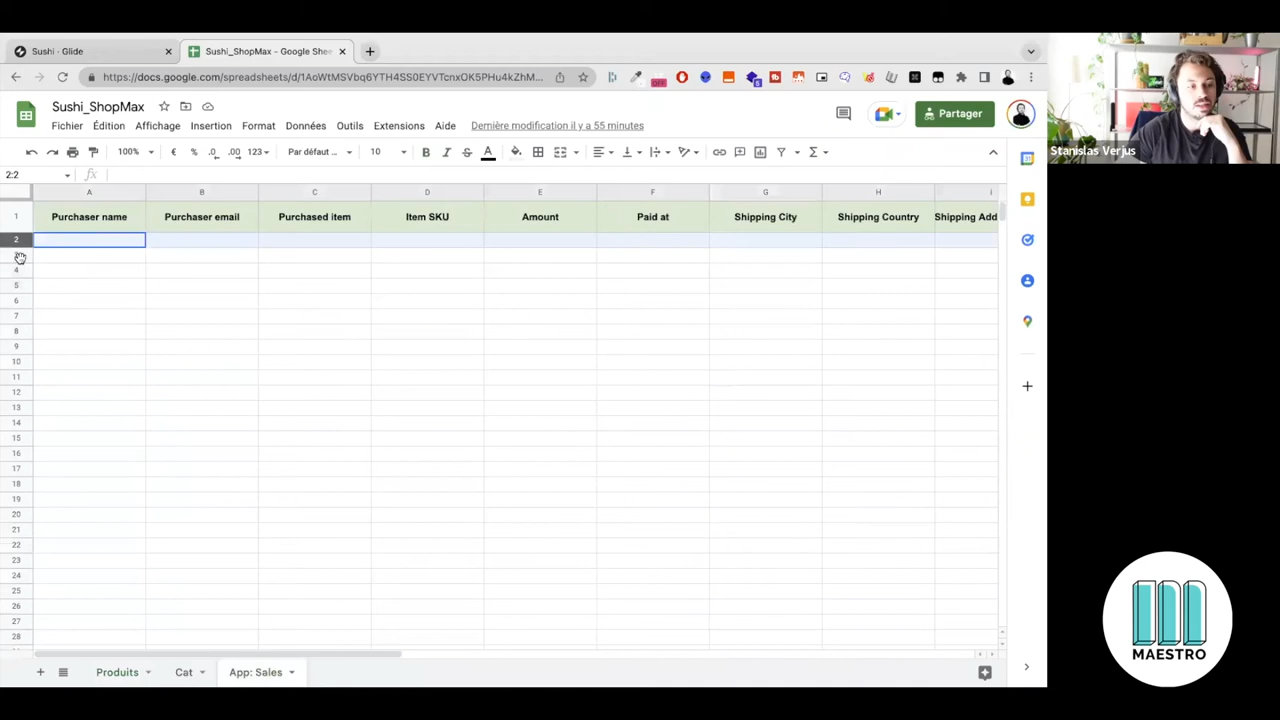 Sushi · Glide
Sushi_ShopMax - Google Shee
https://docs.google.com/spreadsheets/d/1AoWtMSVbq6YTH4SS0EYVTcnxOK5PHu4kZhM...
OFF
Sushi_ShopMax
Fichier Édition Affichage Insertion Format Données Outils Extensions Aide Dernière modification il y a 55 minutes
Partager
100% € % .0 .00 123 Par défaut ... B I S A
2:2 fx
A B C D E F G H I
1 Purchaser name Purchaser email Purchased item Item SKU Amount Paid at Shipping City Shipping Country Shipping Add
2
4
5
6
7
8
9
10
11
12
13
14
15
16
17
18
19
20
21
22
23
24
25
26
27
28
Produits Cat App: Sales
Stanislas Verjus
MAESTRO